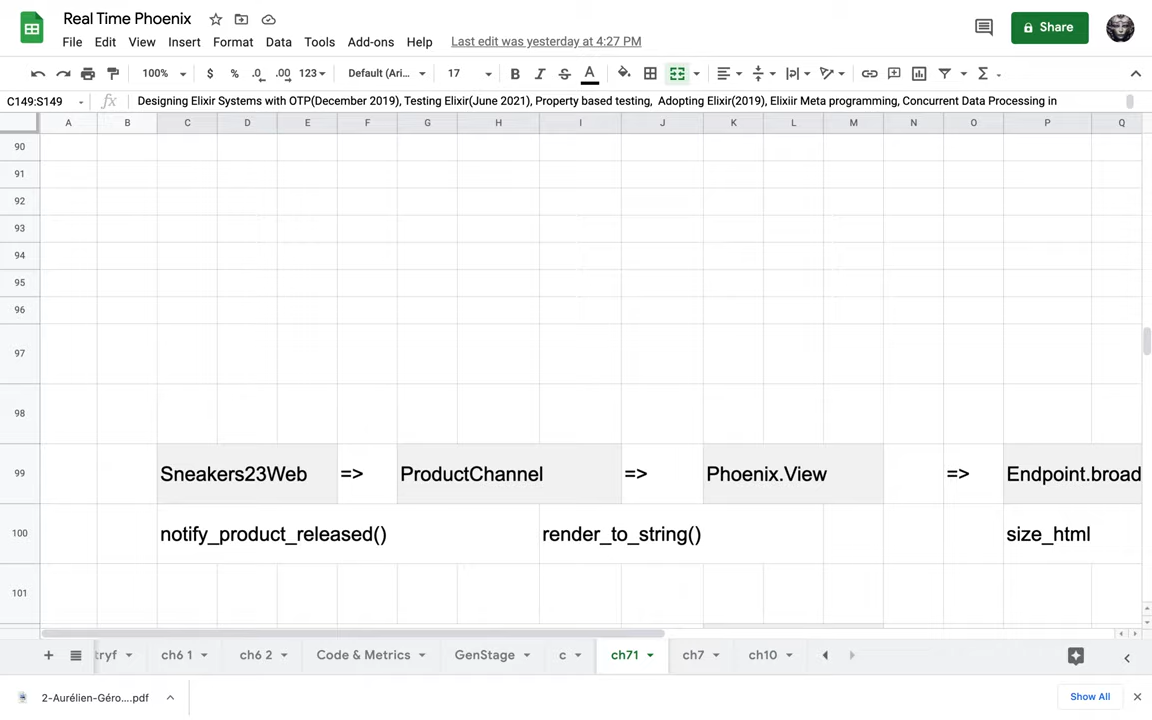 Real Time Phoenix
File Edit View Insert Format Data Tools Add-ons Help Last edit was yesterday at 4:27 PM
Share
100% $ % .0 .00 123 Default (Ari... 17 B I S A Σ
C149:S149 fx Designing Elixir Systems with OTP(December 2019), Testing Elixir(June 2021), Property based testing, Adopting Elixir(2019), Elixiir Meta programming, Concurrent Data Processing in
A B C D E F G H I J K L M N O P Q
90
91
92
93
94
95
96
97
98
99 Sneakers23Web => ProductChannel => Phoenix.View => Endpoint.broad
100 notify_product_released() render_to_string() size_html
101
+ tryf ch6 1 ch6 2 Code & Metrics GenStage c ch71 ch7 ch10
2-Aurélien-Géro....pdf Show All